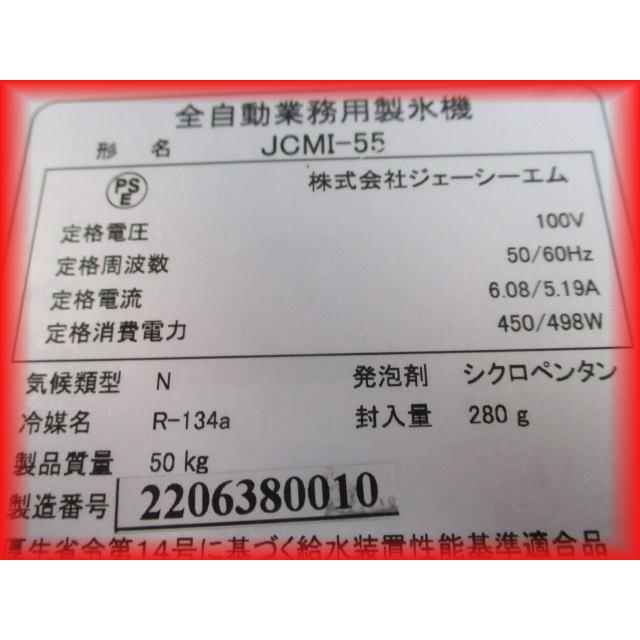 全自動業務用製氷機
形 名 JCMI-55
PSE 株式会社ジェーシーエム
定格電圧 100V
定格周波数 50/60Hz
定格電流 6.08/5.19A
定格消費電力 450/498W
気候類型 N 発泡剤 シクロペンタン
冷媒名 R-134a 封入量 280 g
製品質量 50 kg
製造番号 2206380010
厚生省令第14号に基づく給水装置性能基準適合品